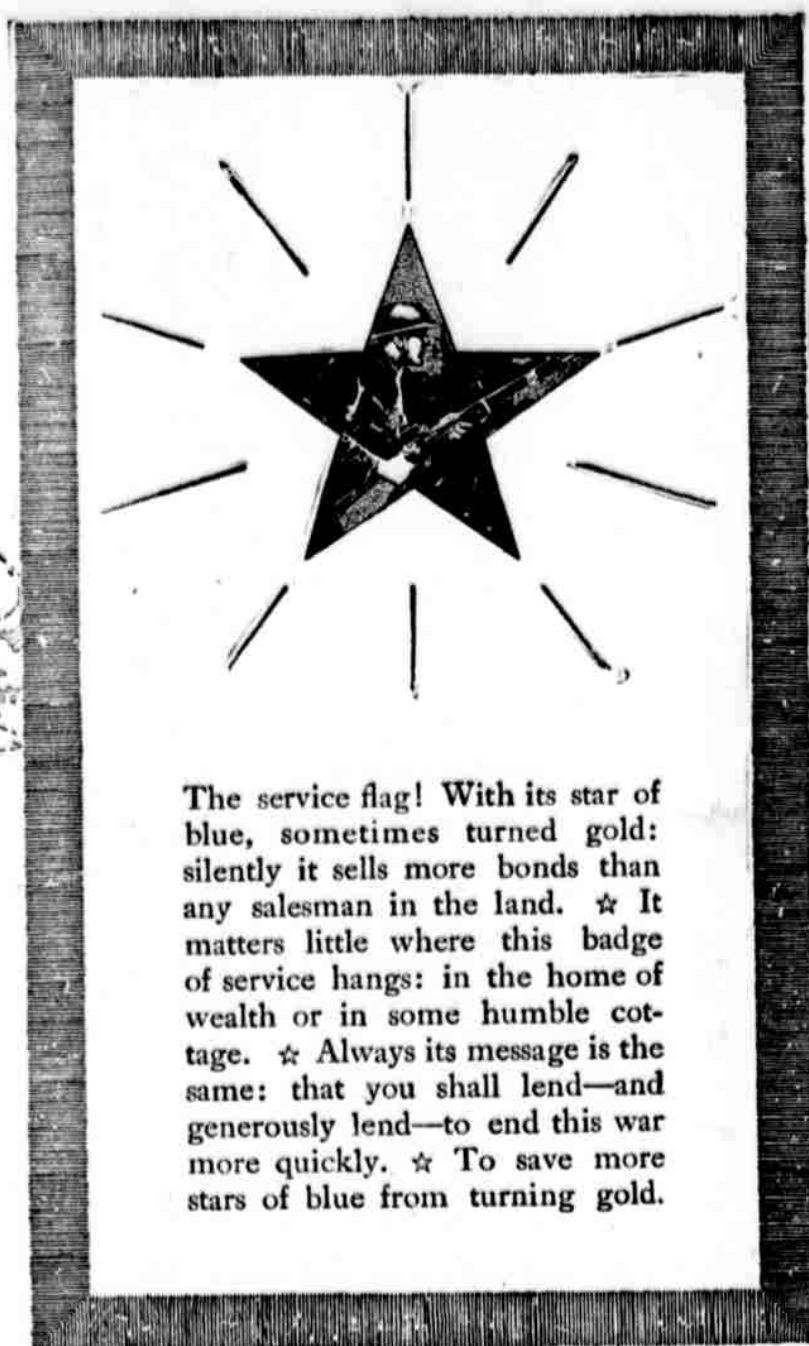 The service flag! With its star of
blue, sometimes turned gold:
silently it sells more bonds than
any salesman in the land. ☆ It
matters little where this badge
of service hangs: in the home of
wealth or in some humble cot-
tage. ☆ Always its message is the
same: that you shall lend—and
generously lend—to end this war
more quickly. ☆ To save more
stars of blue from turning gold.